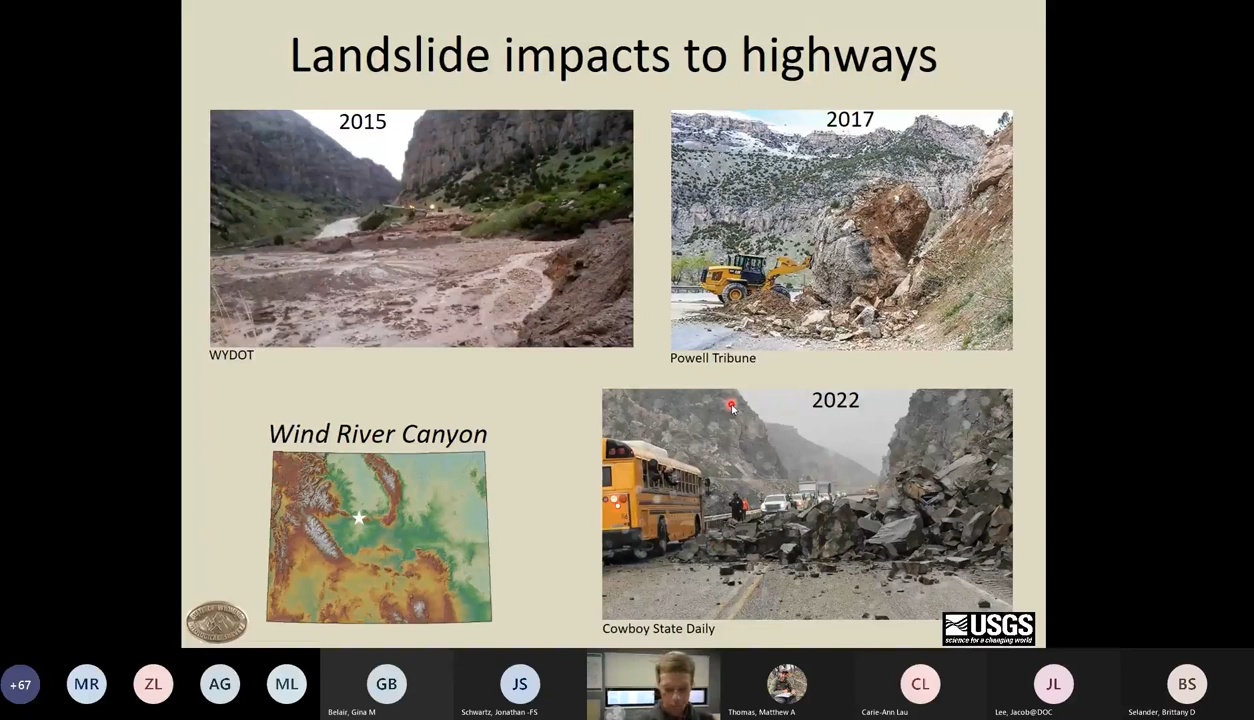 Landslide impacts to highways
2015
2017
WYDOT
Powell Tribune
Wind River Canyon
2022
Cowboy State Daily
USGS
science for a changing world
+67
MR
ZL
AG
ML
GB
JS
CL
JL
BS
Belair, Gina M
Schwartz, Jonathan -FS
Thomas, Matthew A
Carie-Ann Lau
Lee, Jacob@DOC
Selander, Brittany D